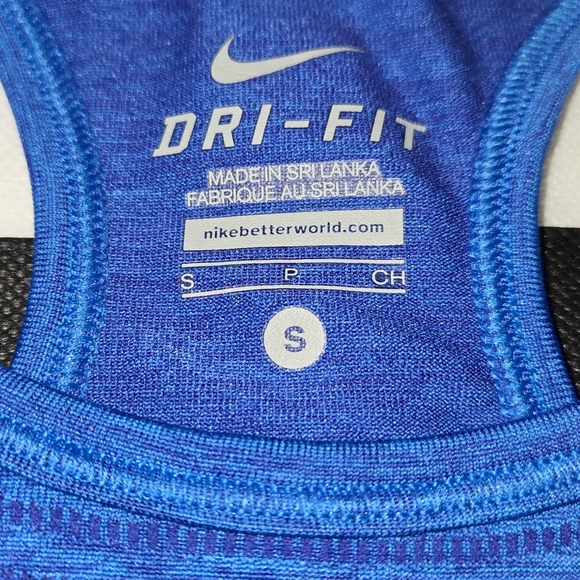 DRI-FIT
MADE IN SRI LANKA
FABRIQUE AU SRI LANKA
nikebetterworld.com
S P CH
S